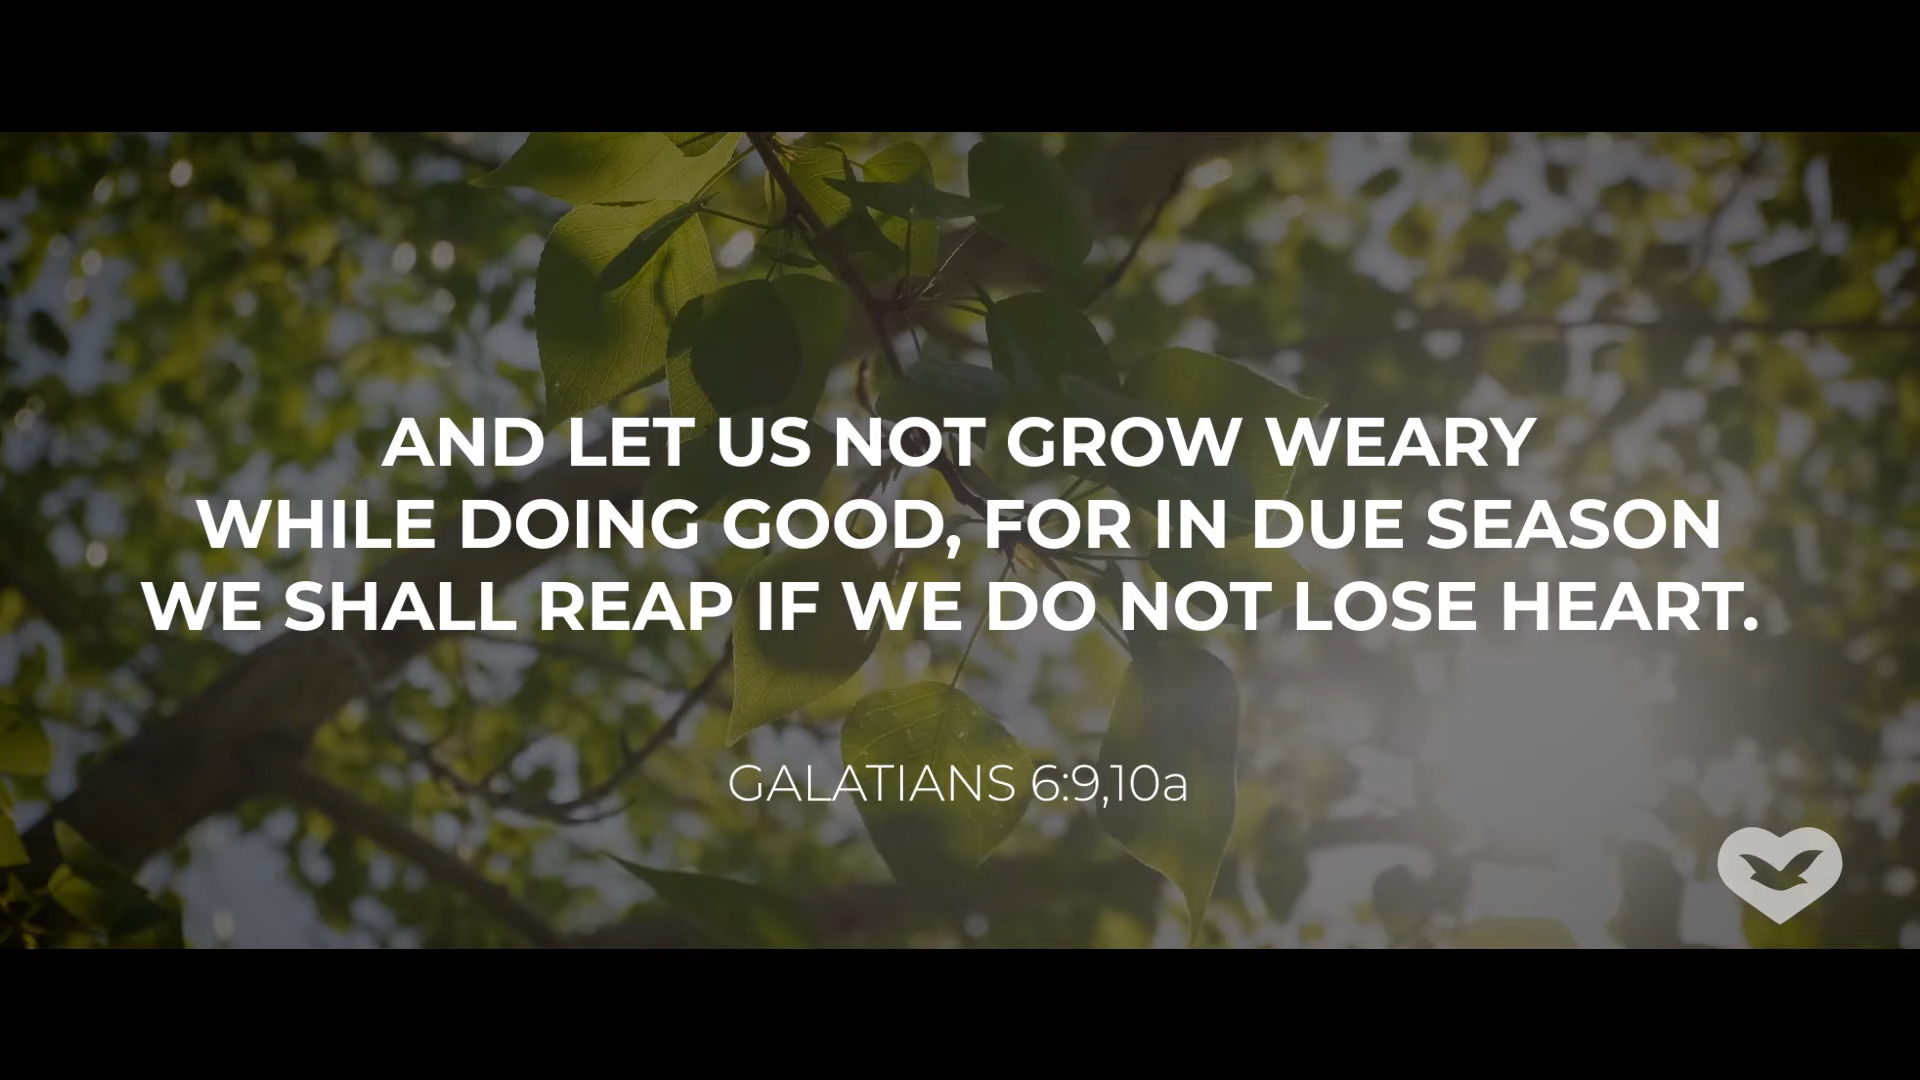 AND LET US NOT GROW WEARY
WHILE DOING GOOD, FOR IN DUE SEASON
WE SHALL REAP IF WE DO NOT LOSE HEART.
GALATIANS 6:9,10a